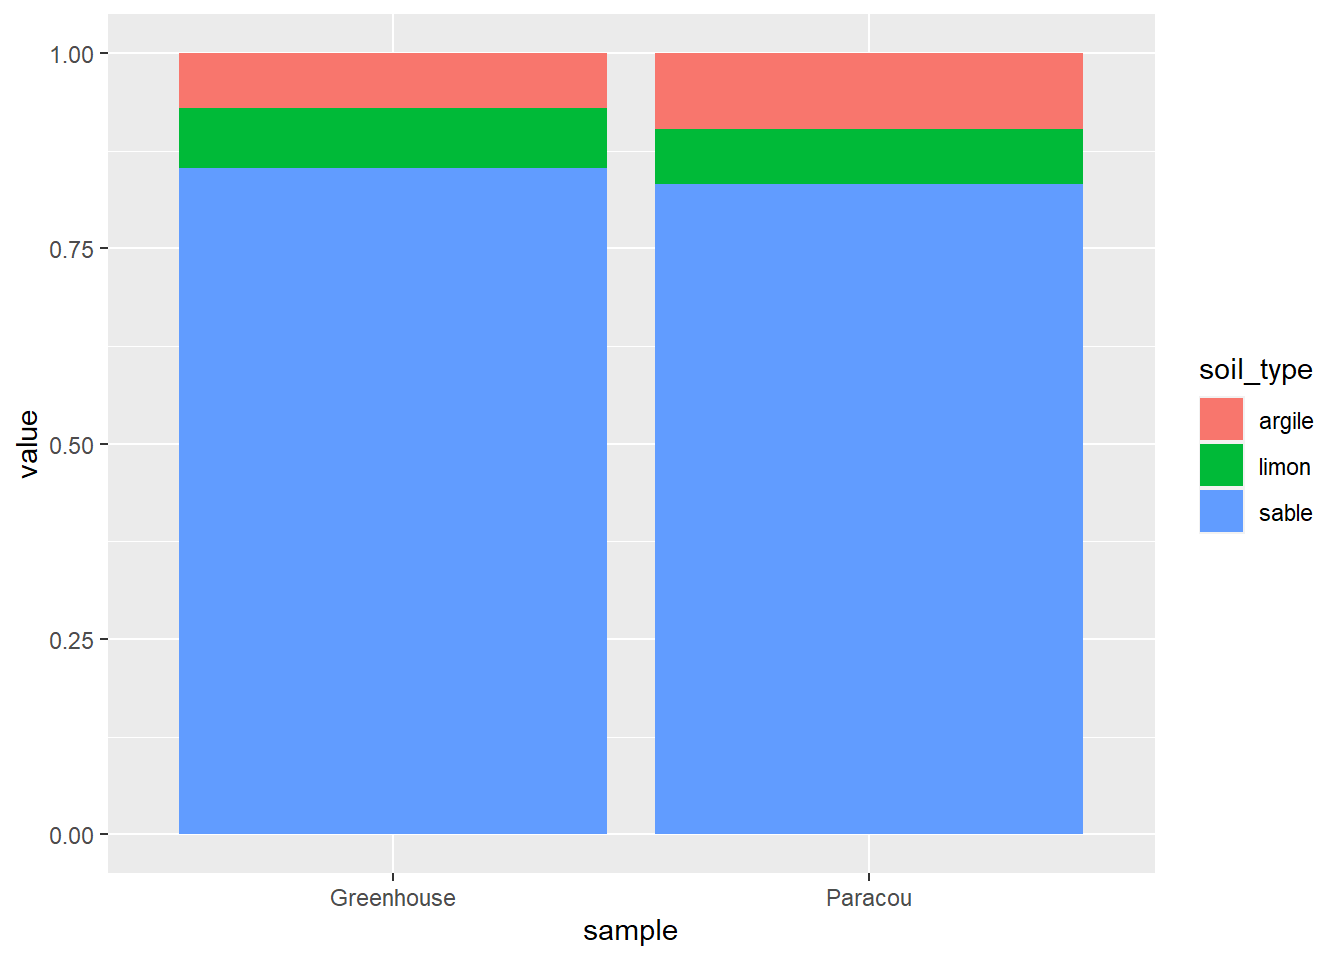 1.00
0.75
0.50
0.25
0.00
value
Greenhouse
Paracou
sample
soil_type
argile
limon
sable